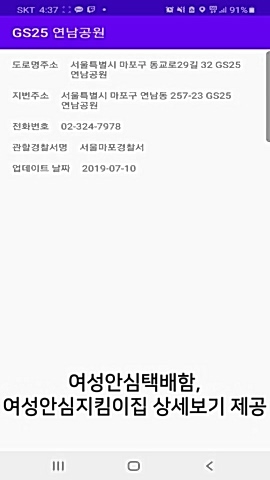 SKT 4:37 91%
GS25 연남공원
도로명주소 서울특별시 마포구 동교로29길 32 GS25
연남공원
지번주소 서울특별시 마포구 연남동 257-23 GS25
연남공원
전화번호 02-324-7978
관할경찰서명 서울마포경찰서
업데이트 날짜 2019-07-10
여성안심택배함,
여성안심지킴이집 상세보기 제공